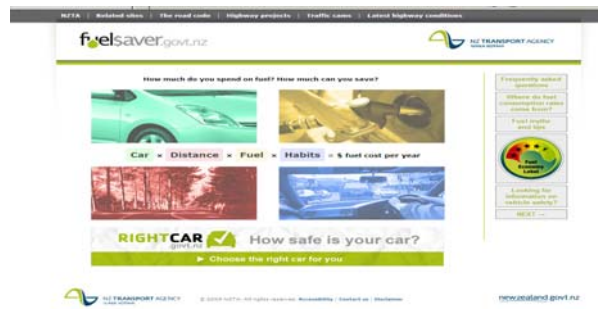 NZTA | Related sites | The road code | Highway projects | Traffic cams | Latest highway conditions
fuelsaver.govt.nz
NZ TRANSPORT AGENCY
WAKA KOTAHI
How much do you spend on fuel? How much can you save?
Car × Distance × Fuel × Habits = $ fuel cost per year
RIGHTCAR
.govt.nz
How safe is your car?
► Choose the right car for you
Frequently asked
questions
Where do fuel
consumption rates
come from?
Fuel myths
and tips
Fuel
Economy
Label
Looking for
information on
vehicle safety?
NEXT →
NZ TRANSPORT AGENCY
WAKA KOTAHI
© 2009 NZTA. All rights reserved. Accessibility | Contact us | Disclaimer
newzealand.govt.nz